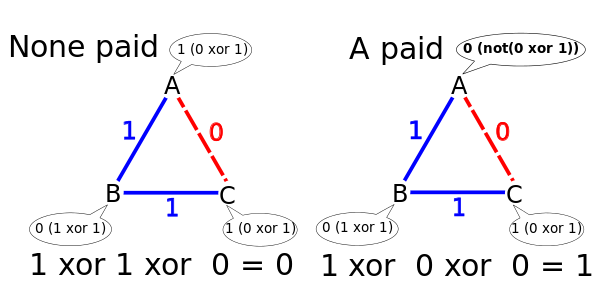 None paid
1 (0 xor 1)
A
1
0
B
C
1
0 (1 xor 1)
1 (0 xor 1)
1 xor 1 xor 0 = 0
A paid
0 (not(0 xor 1))
A
1
0
B
C
1
0 (1 xor 1)
1 (0 xor 1)
1 xor 0 xor 0 = 1